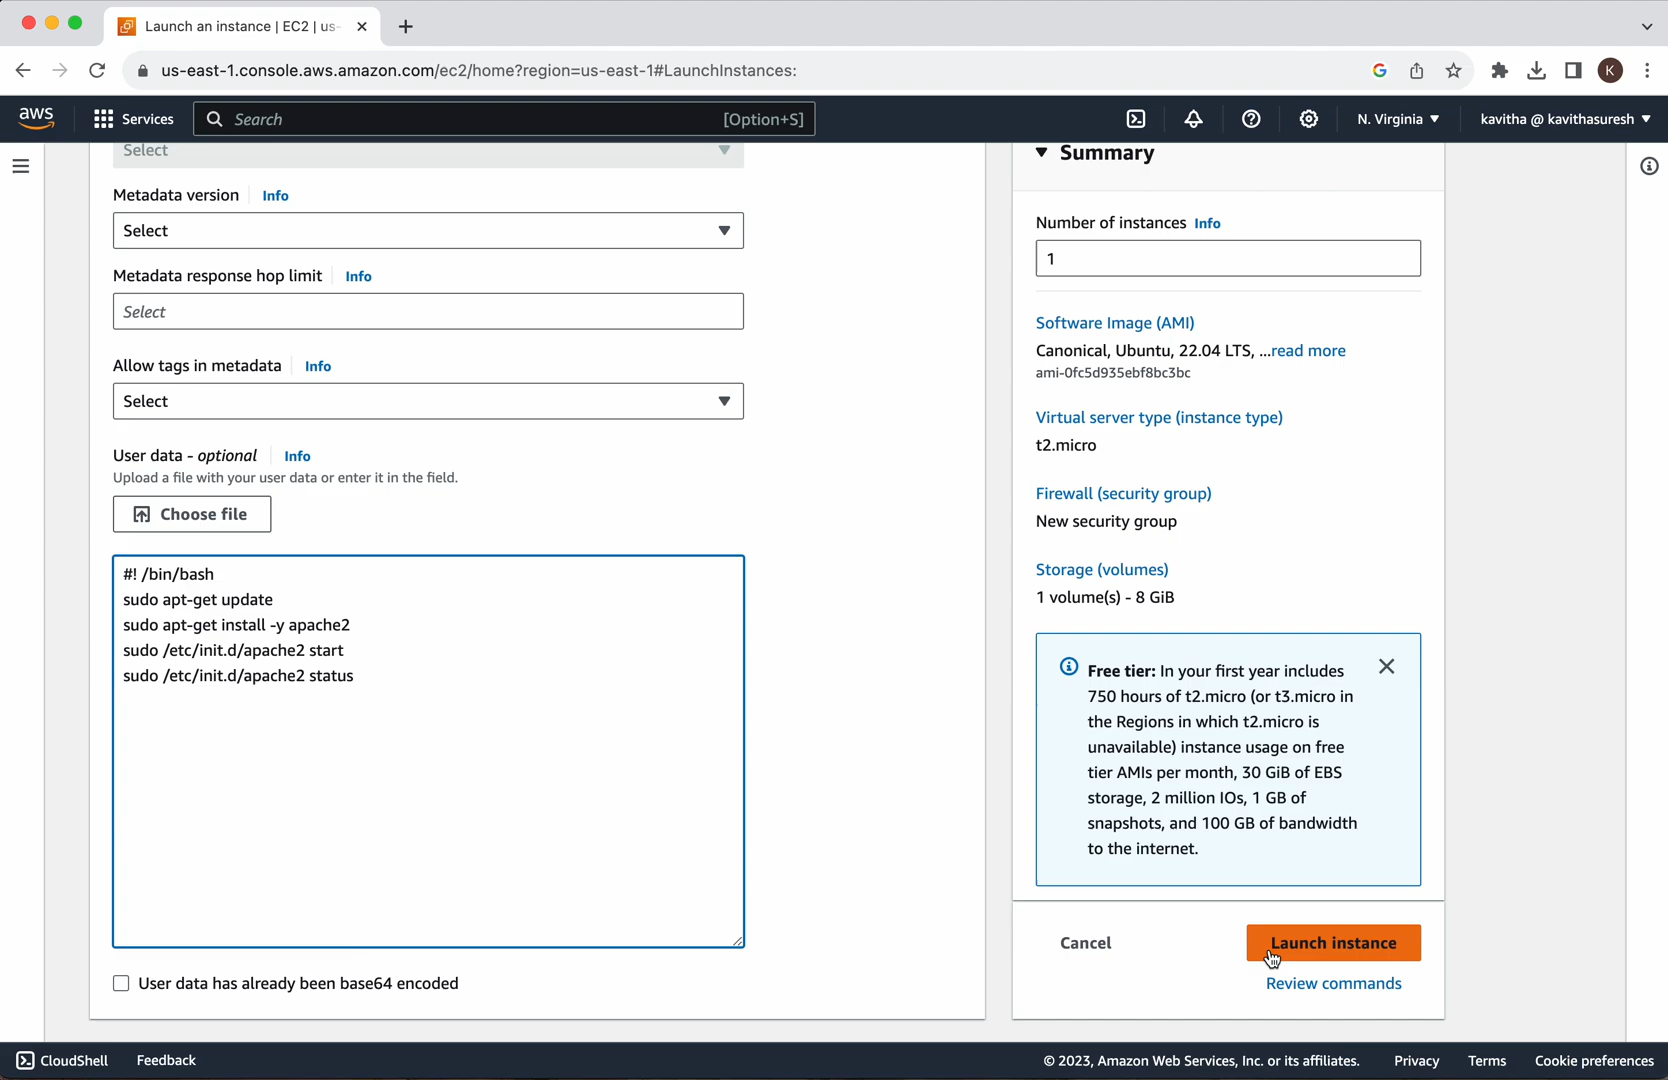 Launch an instance | EC2 | us-
us-east-1.console.aws.amazon.com/ec2/home?region=us-east-1#LaunchInstances:
K
aws
Services
Search
[Option+S]
N. Virginia
kavitha @ kavithasuresh
Select
Metadata version
Info
Select
Metadata response hop limit
Info
Select
Allow tags in metadata
Info
Select
User data - optional
Info
Upload a file with your user data or enter it in the field.
Choose file
#! /bin/bash
sudo apt-get update
sudo apt-get install -y apache2
sudo /etc/init.d/apache2 start
sudo /etc/init.d/apache2 status
User data has already been base64 encoded
Summary
Number of instances
Info
1
Software Image (AMI)
Canonical, Ubuntu, 22.04 LTS, ...read more
ami-0fc5d935ebf8bc3bc
Virtual server type (instance type)
t2.micro
Firewall (security group)
New security group
Storage (volumes)
1 volume(s) - 8 GiB
Free tier: In your first year includes
750 hours of t2.micro (or t3.micro in
the Regions in which t2.micro is
unavailable) instance usage on free
tier AMIs per month, 30 GiB of EBS
storage, 2 million IOs, 1 GB of
snapshots, and 100 GB of bandwidth
to the internet.
Cancel
Launch instance
Review commands
CloudShell
Feedback
© 2023, Amazon Web Services, Inc. or its affiliates.
Privacy
Terms
Cookie preferences